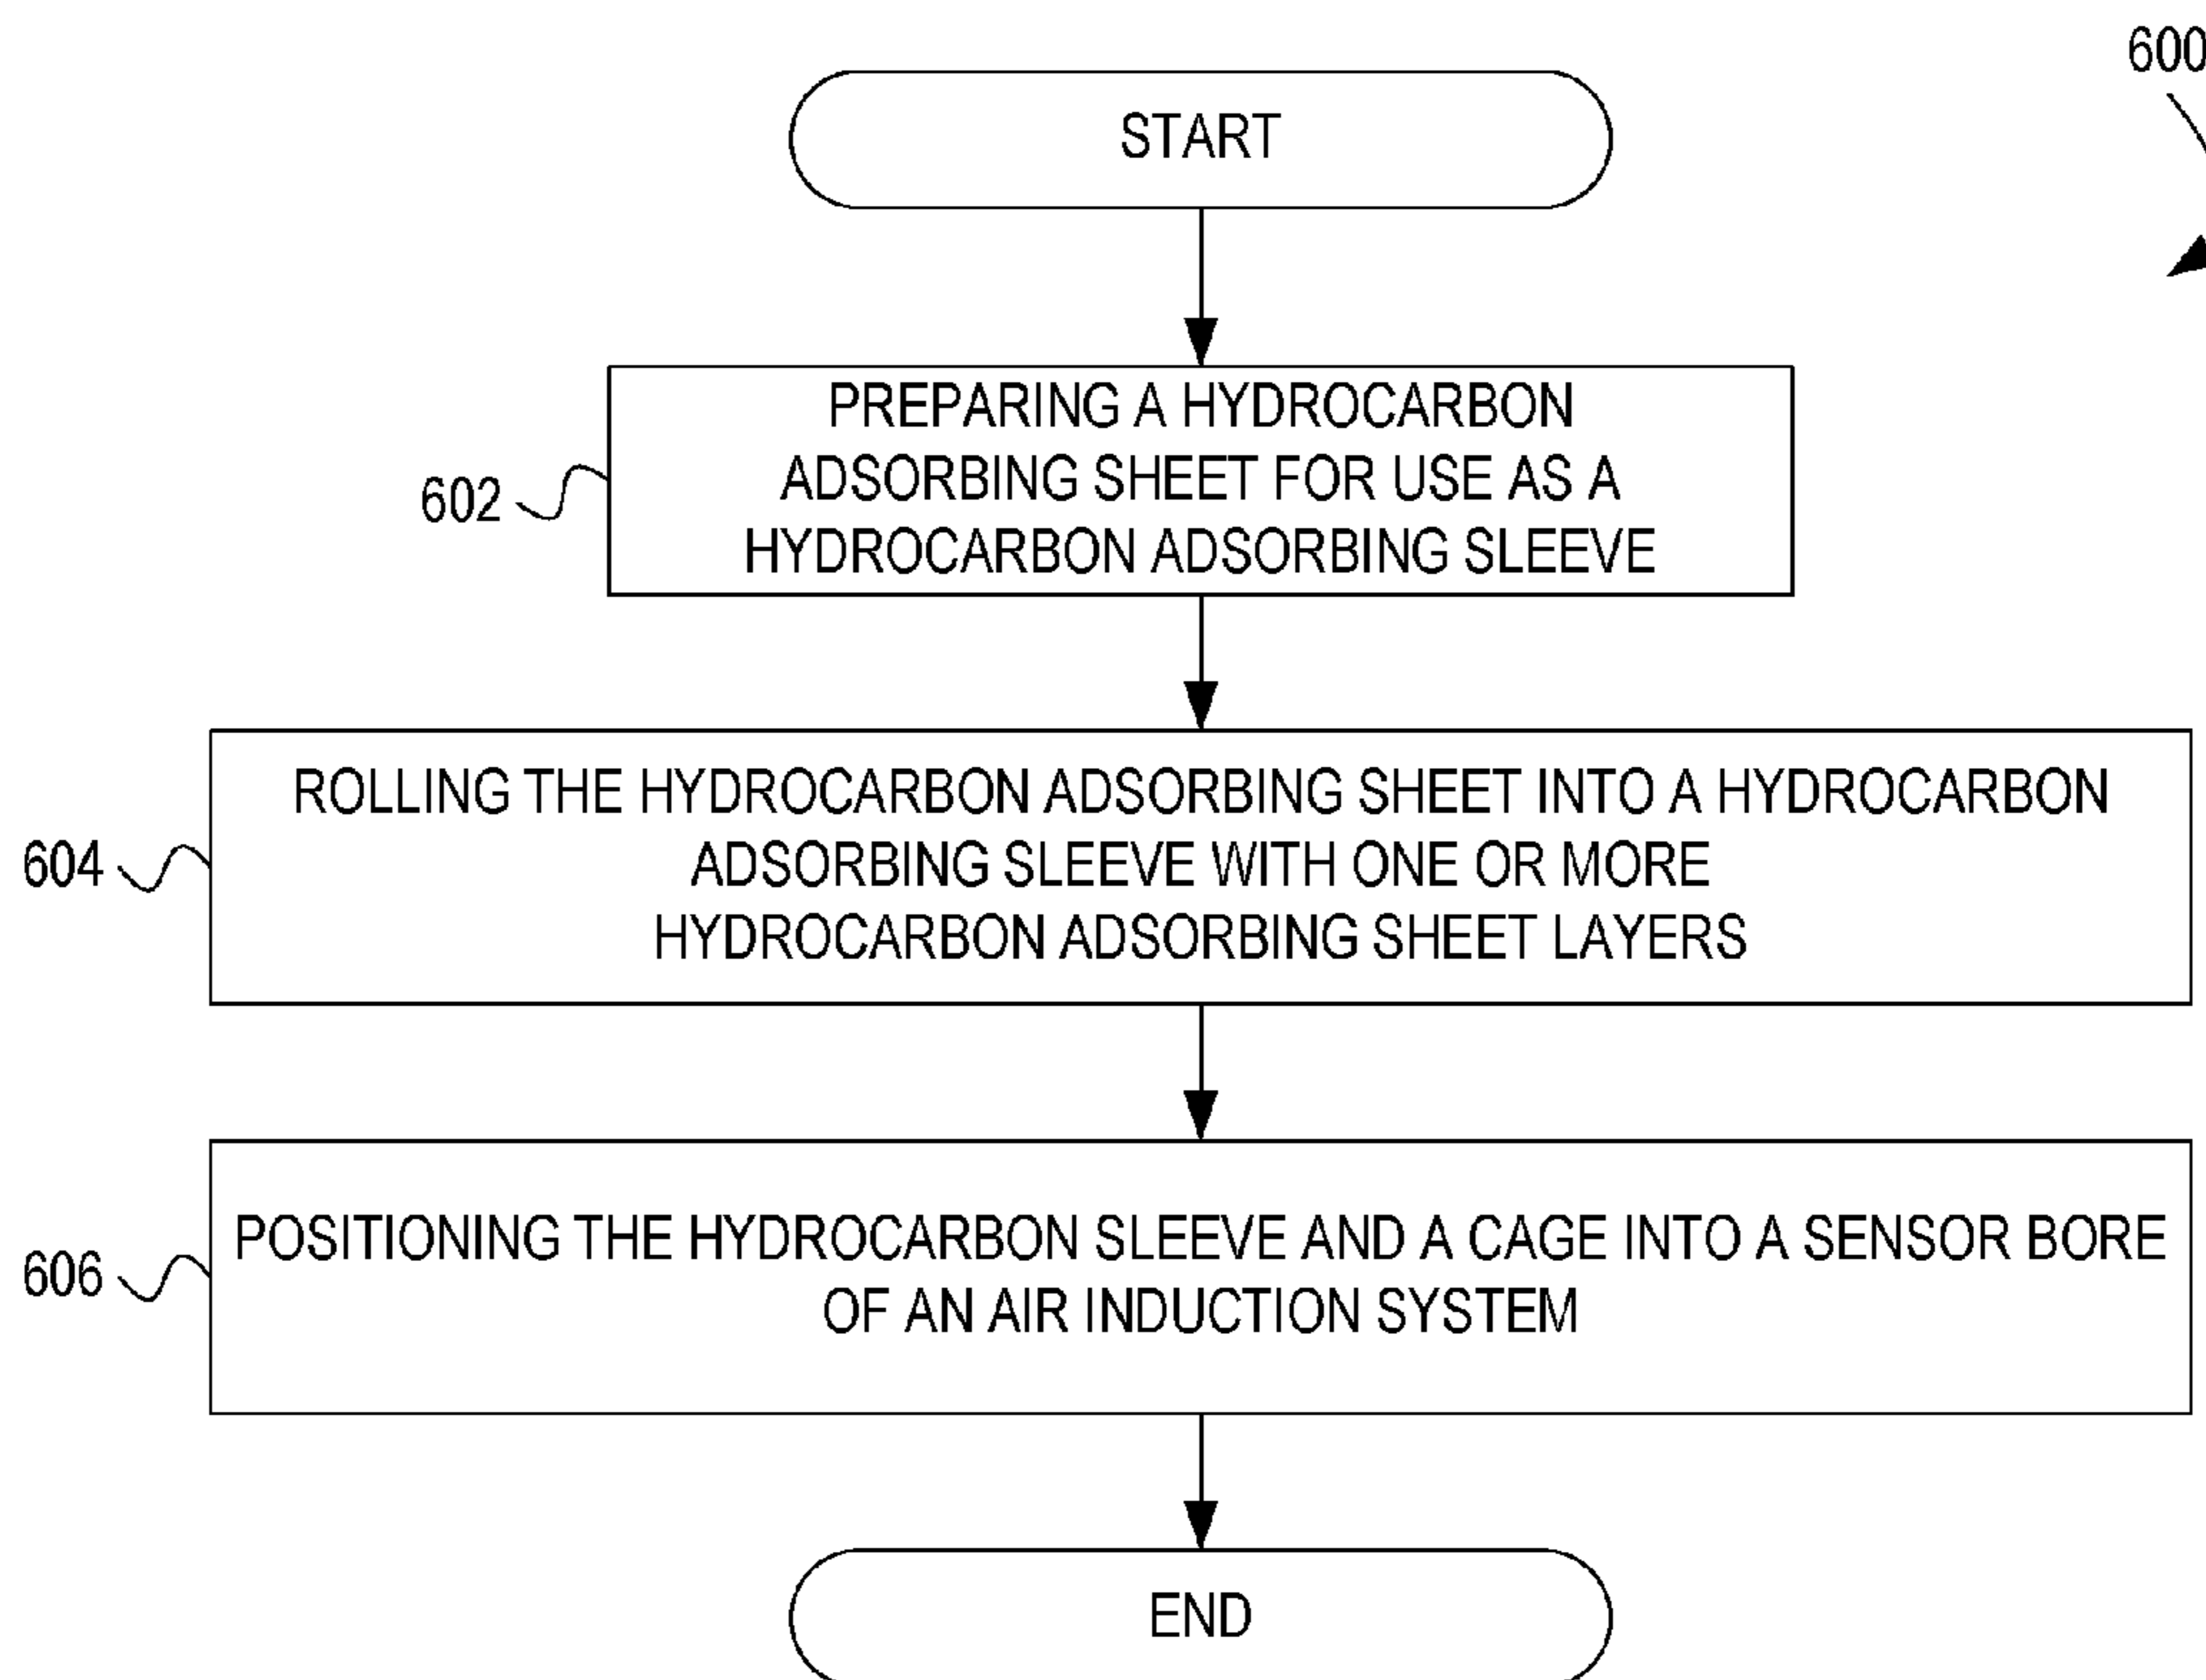 600
START
PREPARING A HYDROCARBON
ADSORBING SHEET FOR USE AS A
HYDROCARBON ADSORBING SLEEVE
602
ROLLING THE HYDROCARBON ADSORBING SHEET INTO A HYDROCARBON
ADSORBING SLEEVE WITH ONE OR MORE
HYDROCARBON ADSORBING SHEET LAYERS
604
POSITIONING THE HYDROCARBON SLEEVE AND A CAGE INTO A SENSOR BORE
OF AN AIR INDUCTION SYSTEM
606
END